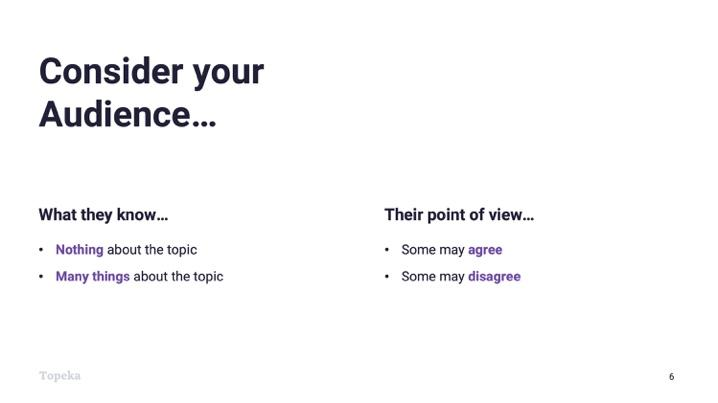 Consider your
Audience…
What they know…
• Nothing about the topic
• Many things about the topic
Their point of view…
• Some may agree
• Some may disagree
Topeka
6